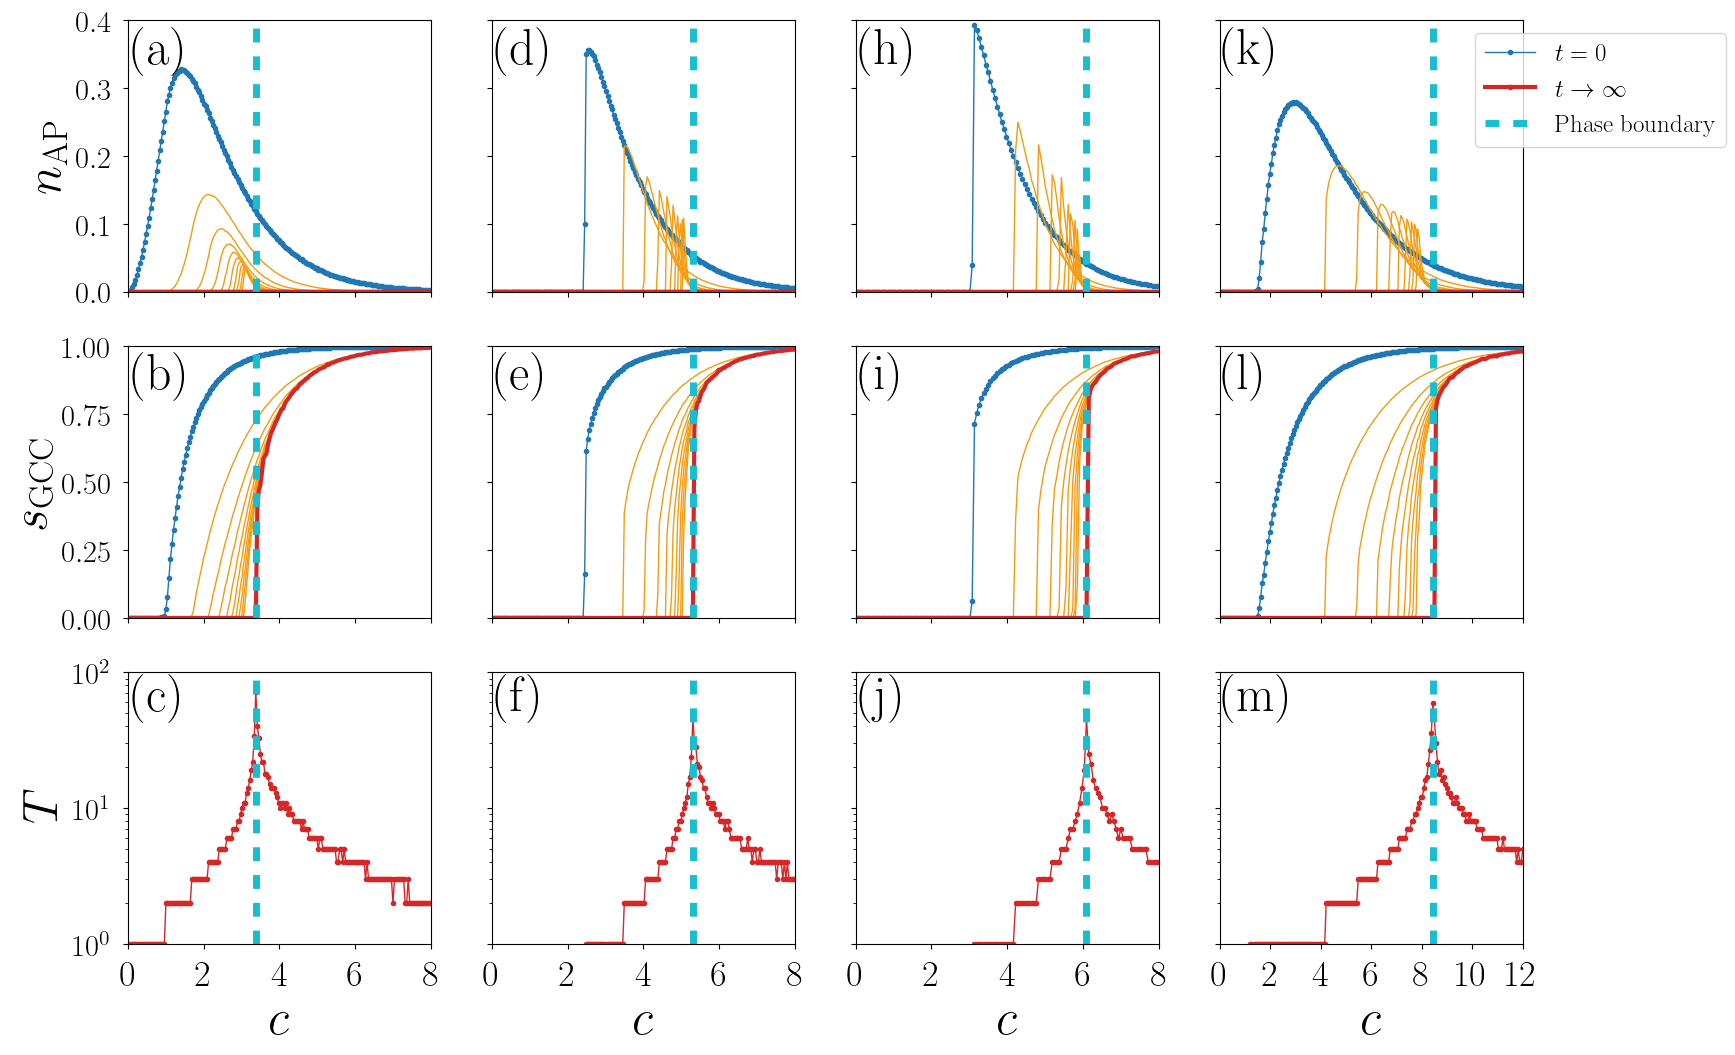 (a) (d) (h) (k)
0.4
0.3
0.2
0.1
0.0
n_AP
t = 0
t → ∞
Phase boundary
(b) (e) (i) (l)
1.00
0.75
0.50
0.25
0.00
s_GCC
(c) (f) (j) (m)
10^2
10^1
10^0
T
0 2 4 6 8 0 2 4 6 8 0 2 4 6 8 0 2 4 6 8 10 12
c c c c